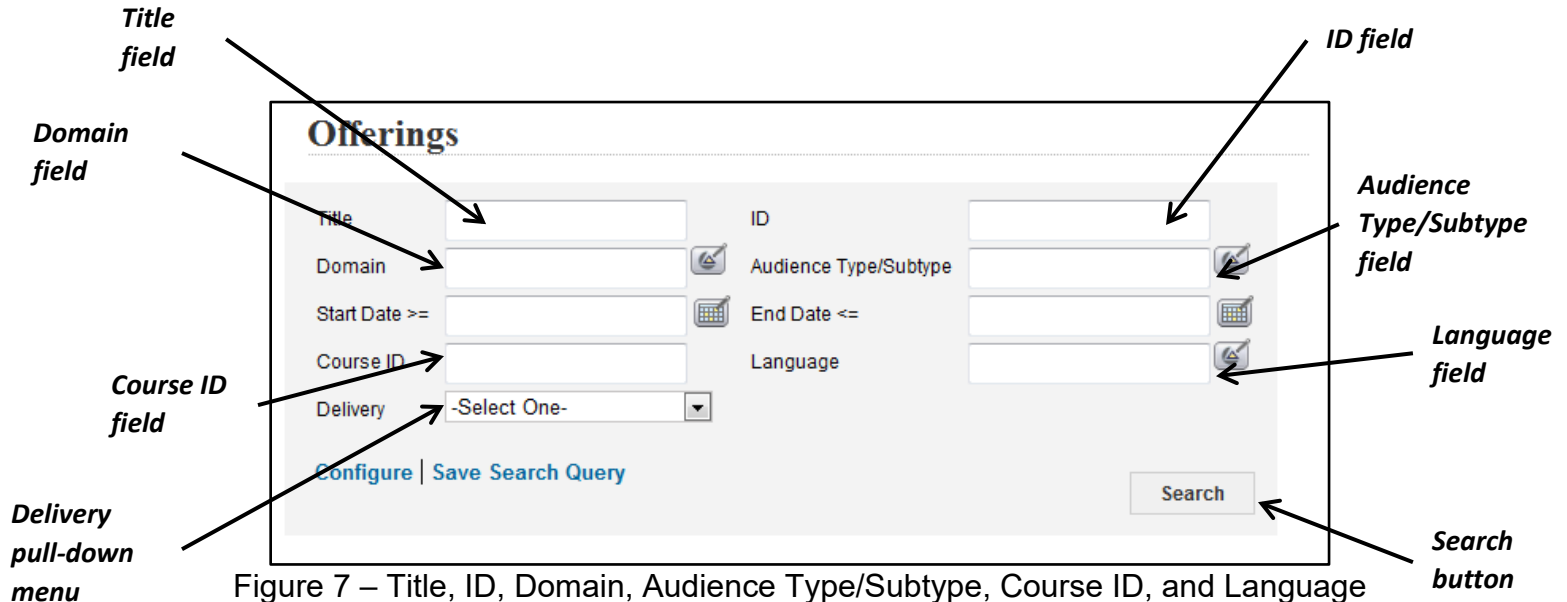 Title
field
ID field
Domain
field
Offerings
Audience
Type/Subtype
field
Title
ID
Domain
Audience Type/Subtype
Start Date >=
End Date <=
Course ID
Language
Delivery
-Select One-
Language
field
Course ID
field
Configure | Save Search Query
Search
Delivery
pull-down
menu
Search
button
Figure 7 – Title, ID, Domain, Audience Type/Subtype, Course ID, and Language